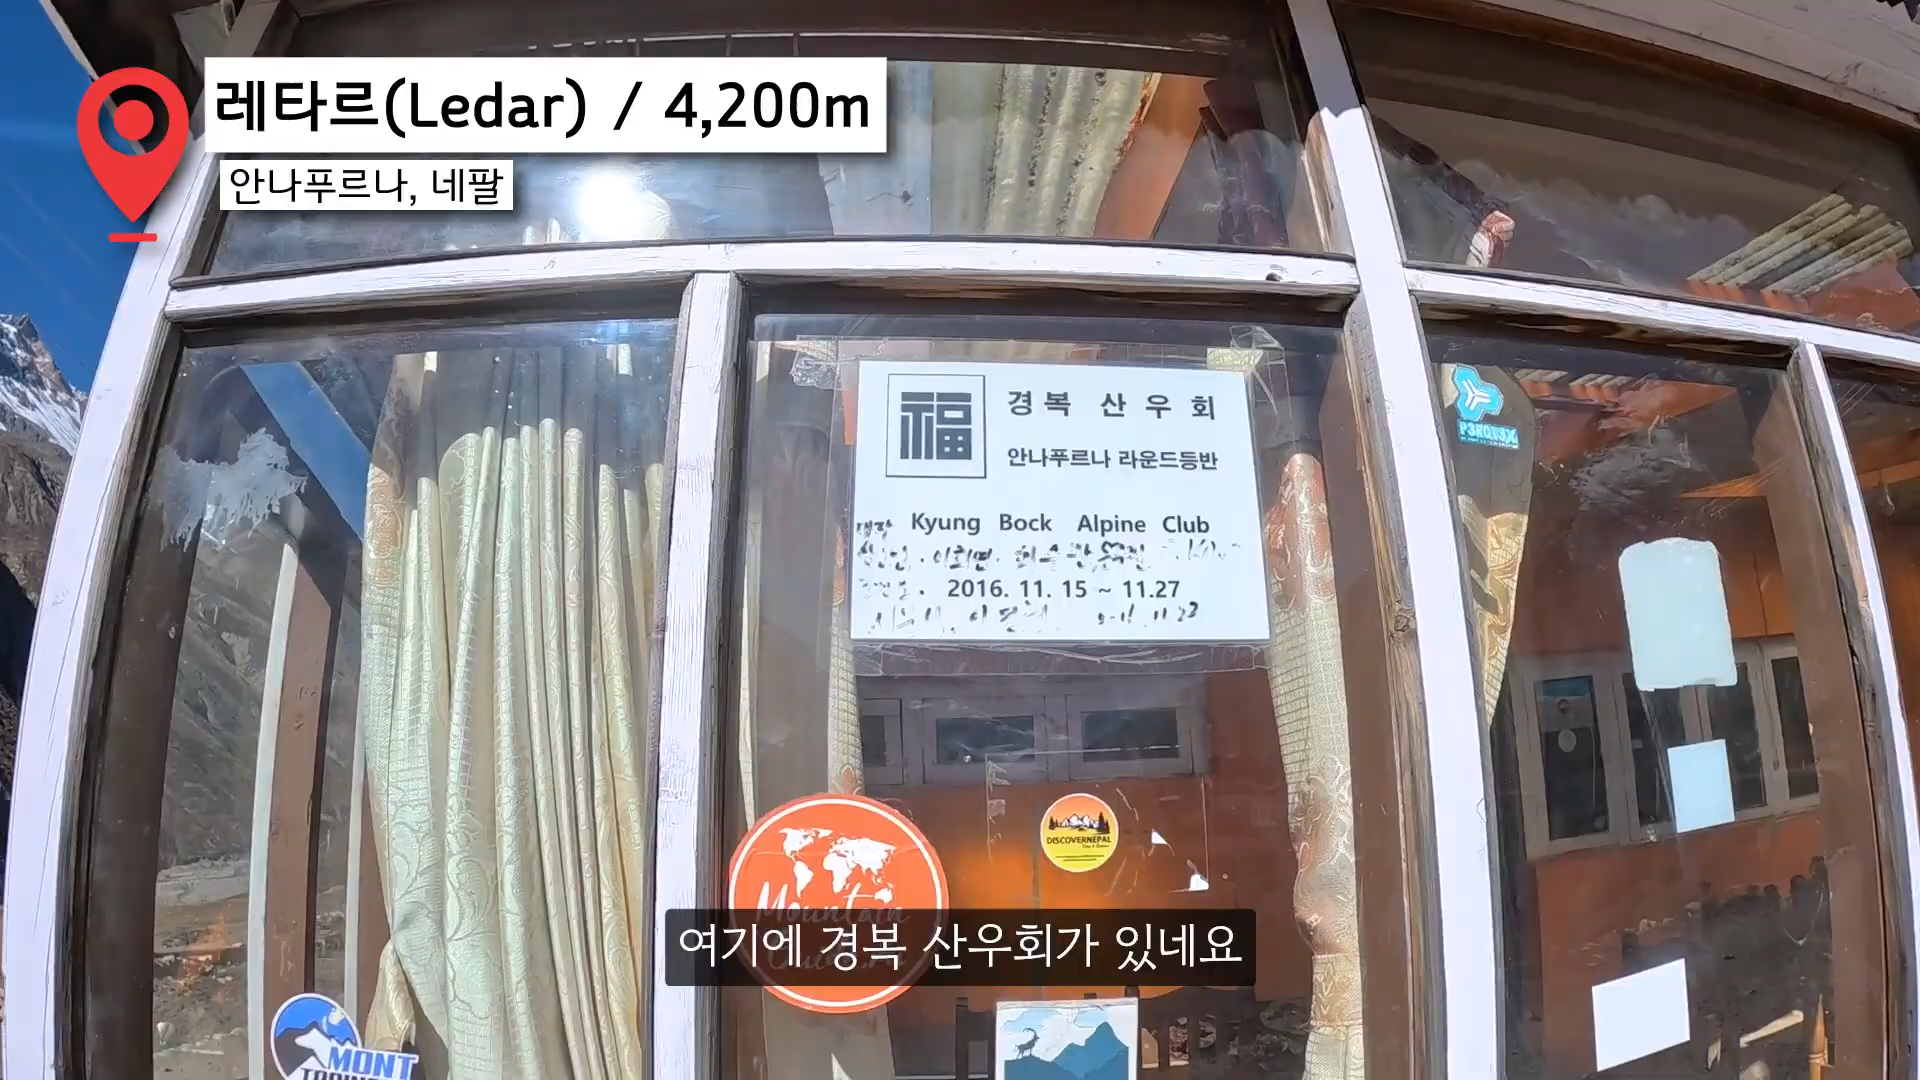 레타르(Ledar) / 4,200m
안나푸르나, 네팔
福
경복 산우회
안나푸르나 라운드등반
Kyung Bock Alpine Club
2016. 11. 15 ~ 11.27
DISCOVERNEPAL
Mountain
여기에 경복 산우회가 있네요
MONT